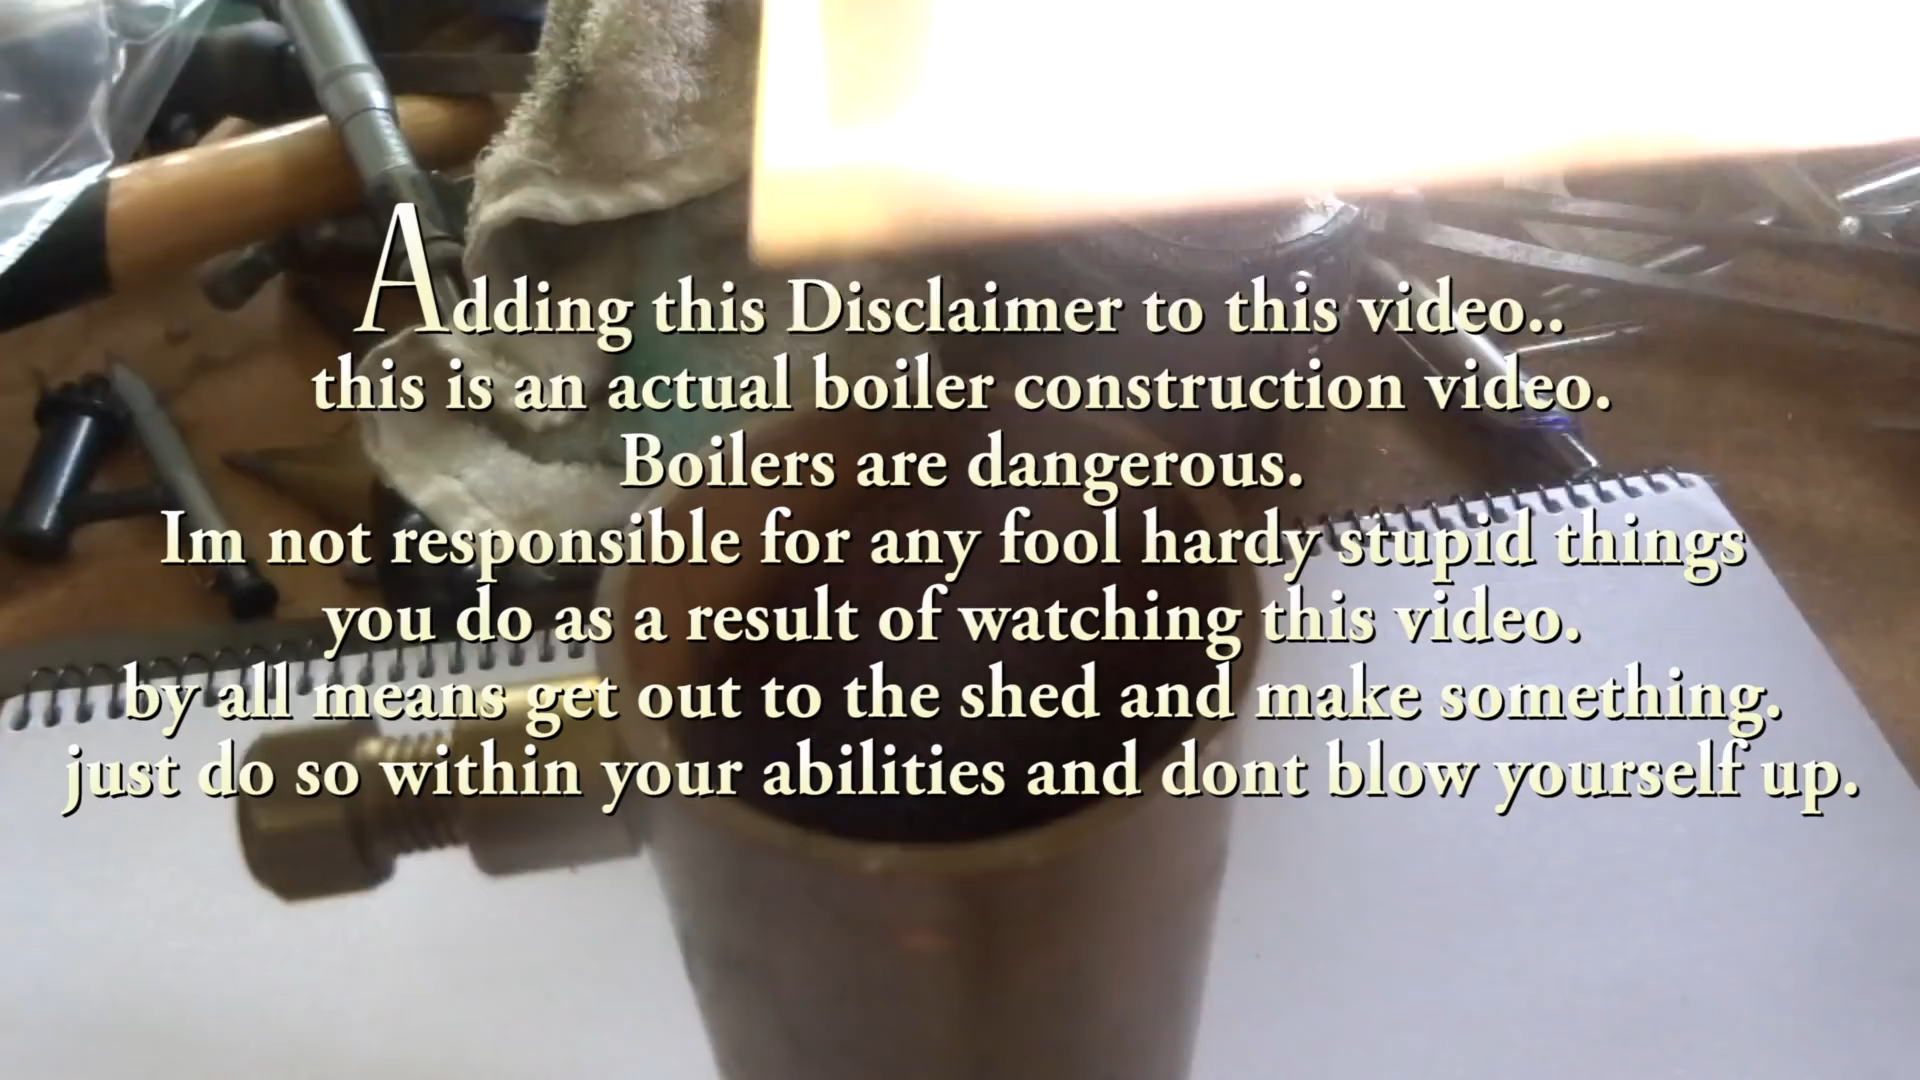 Adding this Disclaimer to this video..
this is an actual boiler construction video.
Boilers are dangerous.
Im not responsible for any fool hardy stupid things
you do as a result of watching this video.
by all means get out to the shed and make something.
just do so within your abilities and dont blow yourself up.